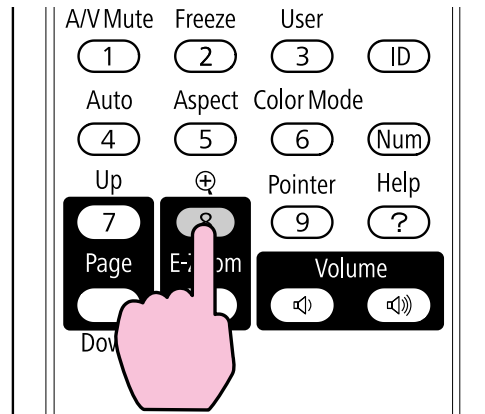 A/V Mute Freeze User
1 2 3 ID
Auto Aspect Color Mode
4 5 6 Num
Up Pointer Help
7 8 9 ?
Page Volume